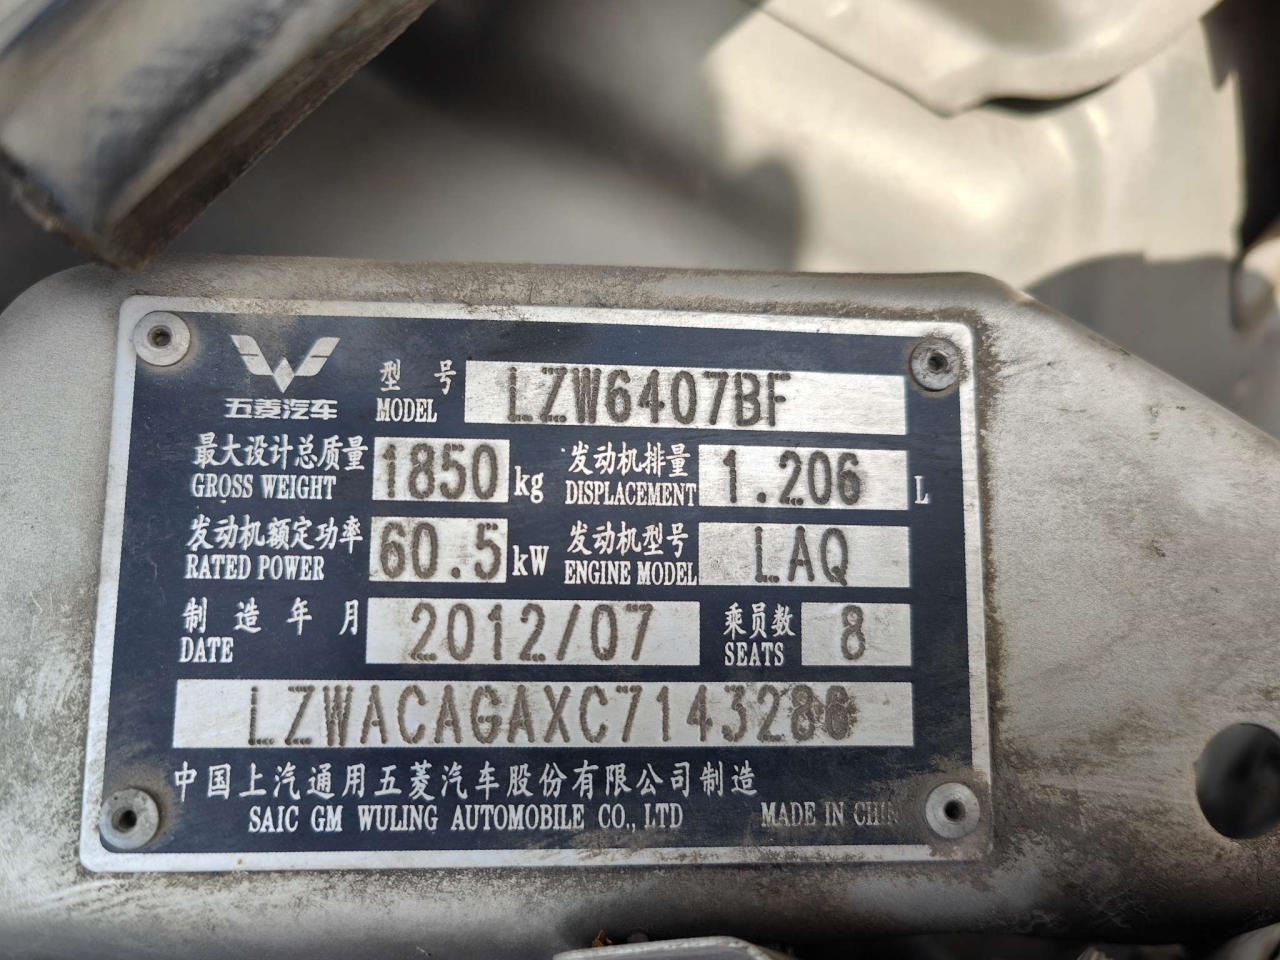 五菱汽车
型号 LZW6407BF
MODEL
最大设计总质量 1850 kg 发动机排量 1.206 L
GROSS WEIGHT DISPLACEMENT
发动机额定功率 60.5 kW 发动机型号 LAQ
RATED POWER ENGINE MODEL
制造年月 2012/07 乘员数 8
DATE SEATS
中国上汽通用五菱汽车股份有限公司制造
SAIC GM WULING AUTOMOBILE CO., LTD MADE IN